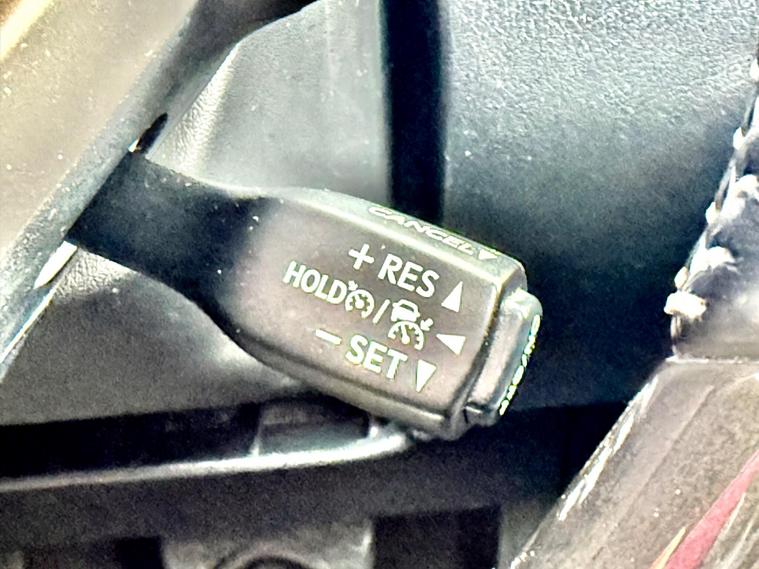 CANCEL
+ RES
HOLD /
- SET